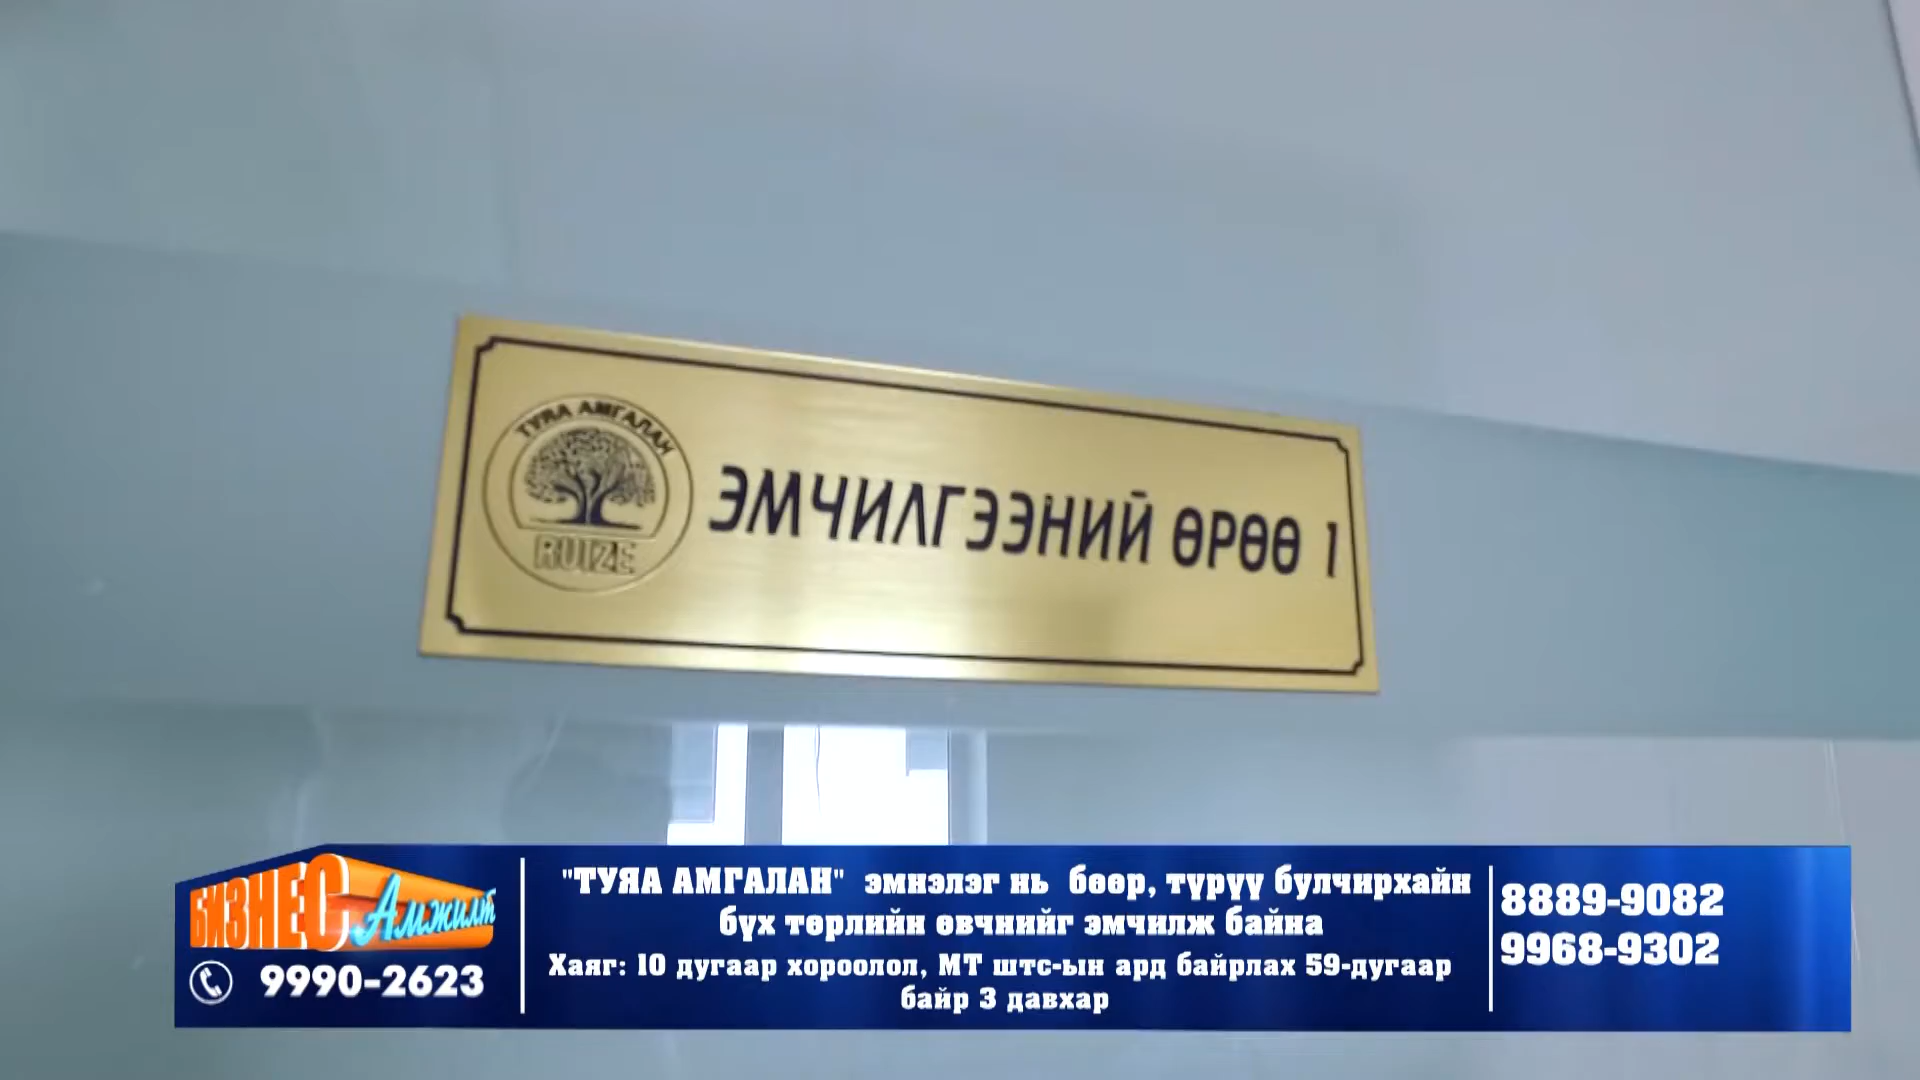 ТУЯА АМГАЛАН
RUIZE
ЭМЧИЛГЭЭНИЙ ӨРӨӨ 1
БИЗНЕС Амжилт
9990-2623
"ТУЯА АМГАЛАН" эмнэлэг нь бөөр, түрүү булчирхайн
бүх төрлийн өвчнийг эмчилж байна
Хаяг: 10 дугаар хороолол, МТ штс-ын ард байрлах 59-дугаар
байр 3 давхар
8889-9082
9968-9302